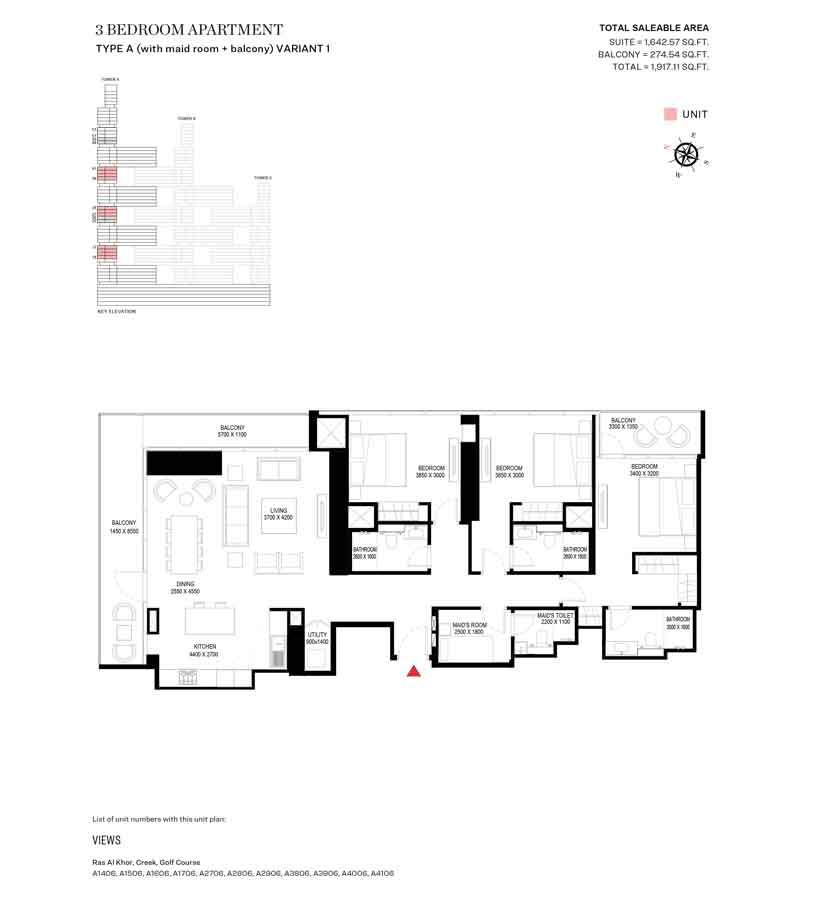 3 BEDROOM APARTMENT
TYPE A (with maid room + balcony) VARIANT 1
TOTAL SALEABLE AREA
SUITE = 1,642.57 SQ.FT.
BALCONY = 274.54 SQ.FT.
TOTAL = 1,917.11 SQ.FT.
UNIT
TOWER A
TOWER B
TOWER C
KEY ELEVATION
BALCONY
5700 X 1100
BALCONY
3300 X 1350
BEDROOM
3850 X 3000
BEDROOM
3650 X 3000
BEDROOM
3400 X 3200
LIVING
3700 X 4200
BALCONY
1450 X 8500
BATHROOM
2600 X 1600
BATHROOM
2600 X 1600
DINING
2550 X 4550
KITCHEN
4400 X 2700
UTILITY
900x1400
MAID'S ROOM
2500 X 1800
MAID'S TOILET
2200 X 1100
BATHROOM
3000 X 1600
List of unit numbers with this unit plan:
VIEWS
Ras Al Khor, Creek, Golf Course
A1406, A1506, A1606, A1706, A2706, A2806, A2906, A3806, A3906, A4006, A4106